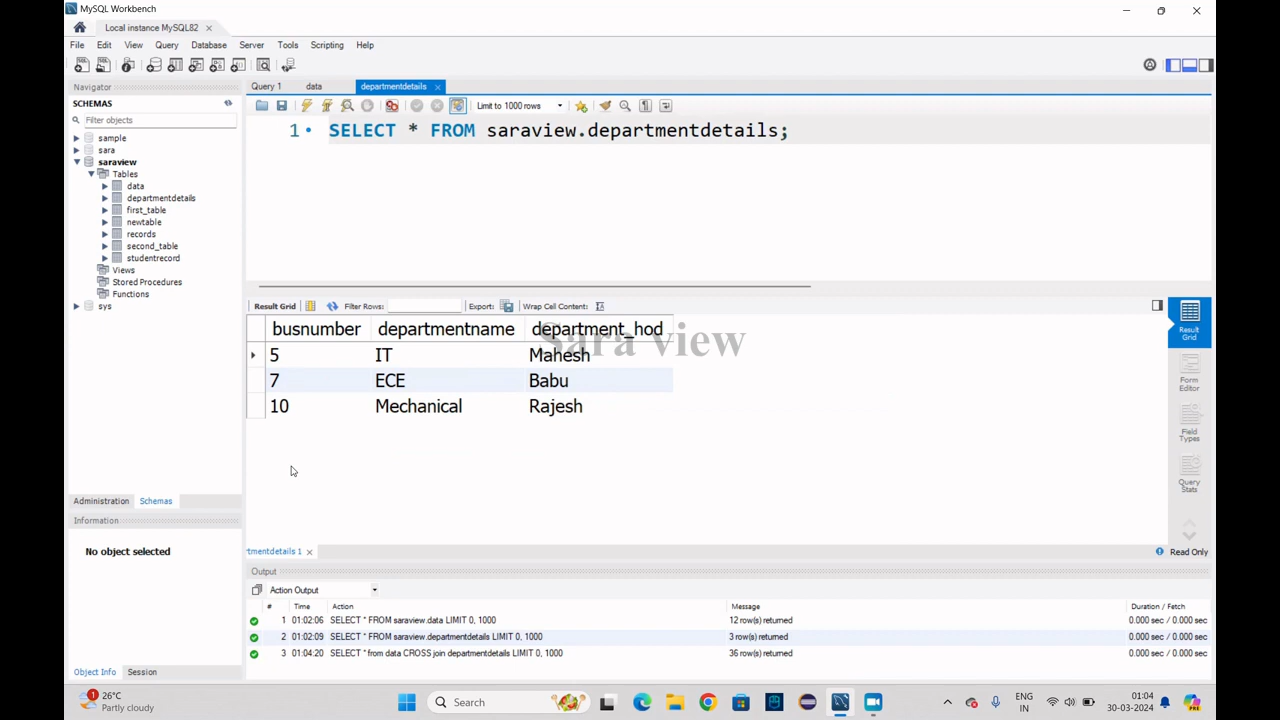 MySQL Workbench
Local instance MySQL82
File Edit View Query Database Server Tools Scripting Help
Navigator
SCHEMAS
Filter objects
sample
sara
saraview
Tables
data
departmentdetails
first_table
newtable
records
second_table
studentrecord
Views
Stored Procedures
Functions
sys
Administration Schemas
Information
No object selected
Object Info Session
Query 1 data departmentdetails
Limit to 1000 rows
1 SELECT * FROM saraview.departmentdetails;
Result Grid Filter Rows: Export: Wrap Cell Content:
busnumber departmentname department_hod
5 IT Mahesh
7 ECE Babu
10 Mechanical Rajesh
Sara view
Result Grid
Form Editor
Field Types
Query Stats
tmentdetails 1
Read Only
Output
Action Output
# Time Action Message Duration / Fetch
1 01:02:06 SELECT * FROM saraview.data LIMIT 0, 1000 12 row(s) returned 0.000 sec / 0.000 sec
2 01:02:09 SELECT * FROM saraview.departmentdetails LIMIT 0, 1000 3 row(s) returned 0.000 sec / 0.000 sec
3 01:04:20 SELECT * from data CROSS join departmentdetails LIMIT 0, 1000 36 row(s) returned 0.000 sec / 0.000 sec
1 26°C
Partly cloudy
Search
ENG
IN
01:04
30-03-2024